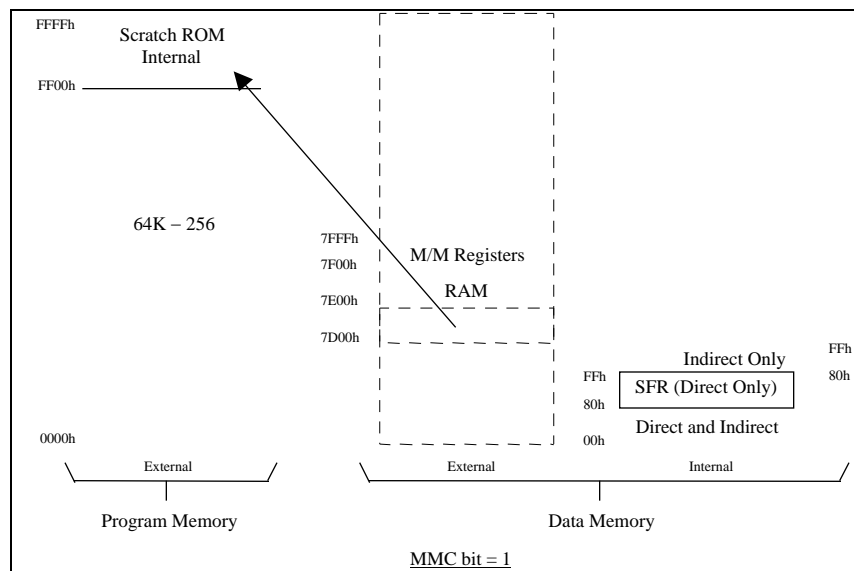 FFFFh
Scratch ROM
Internal
FF00h
64K − 256
0000h
External
Program Memory
7FFFh
M/M Registers
7F00h
RAM
7E00h
7D00h
FFh
Indirect Only
FFh
80h
SFR (Direct Only)
80h
Direct and Indirect
00h
External
Internal
Data Memory
MMC bit = 1